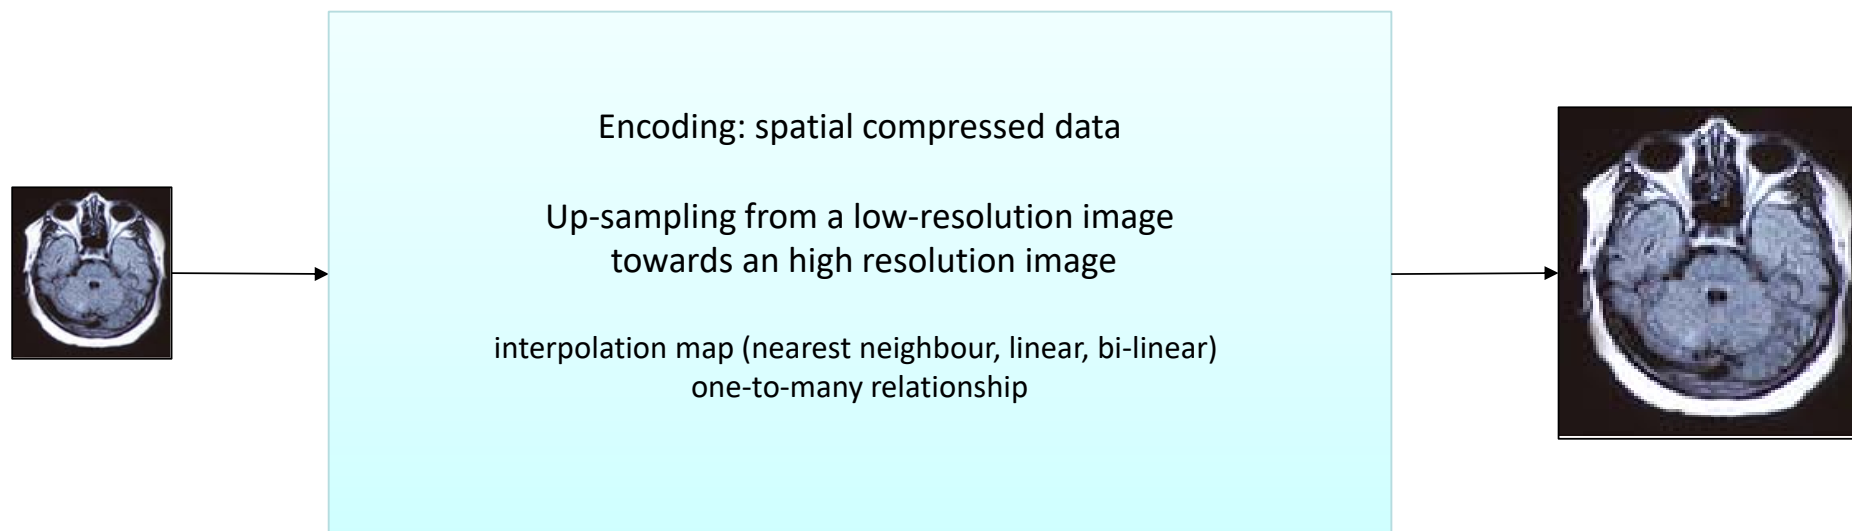 Encoding: spatial compressed data
Up-sampling from a low-resolution image
towards an high resolution image
interpolation map (nearest neighbour, linear, bi-linear)
one-to-many relationship